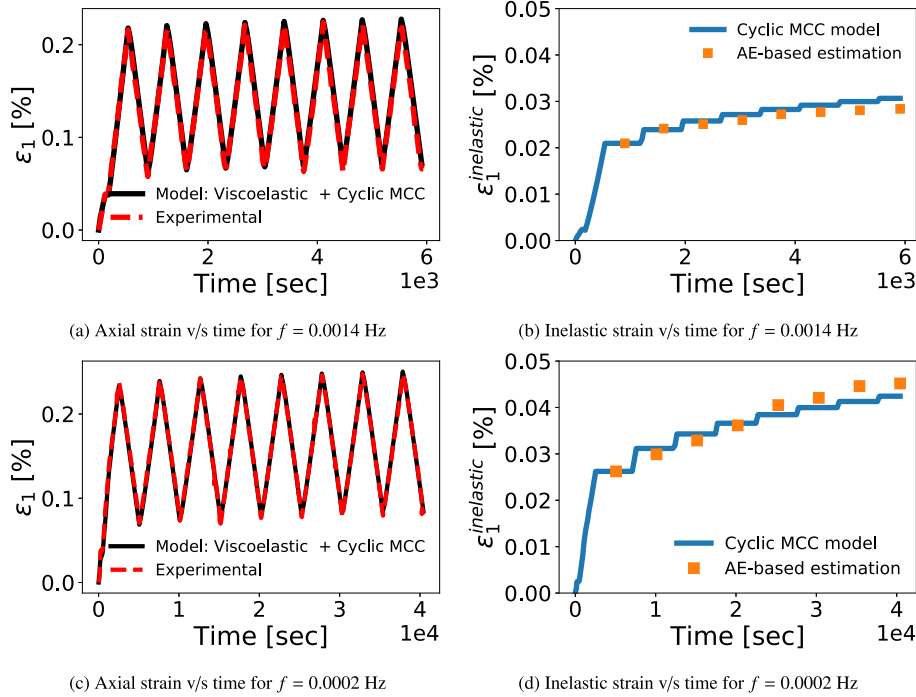 ε1 [%]
0.2
0.1
0.0
Model: Viscoelastic + Cyclic MCC
Experimental
0 2 4 6
Time [sec] 1e3
(a) Axial strain v/s time for f = 0.0014 Hz
ε1^inelastic [%]
0.05
0.04
0.03
0.02
0.01
0.00
Cyclic MCC model
AE-based estimation
0 2 4 6
Time [sec] 1e3
(b) Inelastic strain v/s time for f = 0.0014 Hz
ε1 [%]
0.2
0.1
0.0
Model: Viscoelastic + Cyclic MCC
Experimental
0 1 2 3 4
Time [sec] 1e4
(c) Axial strain v/s time for f = 0.0002 Hz
ε1^inelastic [%]
0.05
0.04
0.03
0.02
0.01
0.00
Cyclic MCC model
AE-based estimation
0 1 2 3 4
Time [sec] 1e4
(d) Inelastic strain v/s time for f = 0.0002 Hz